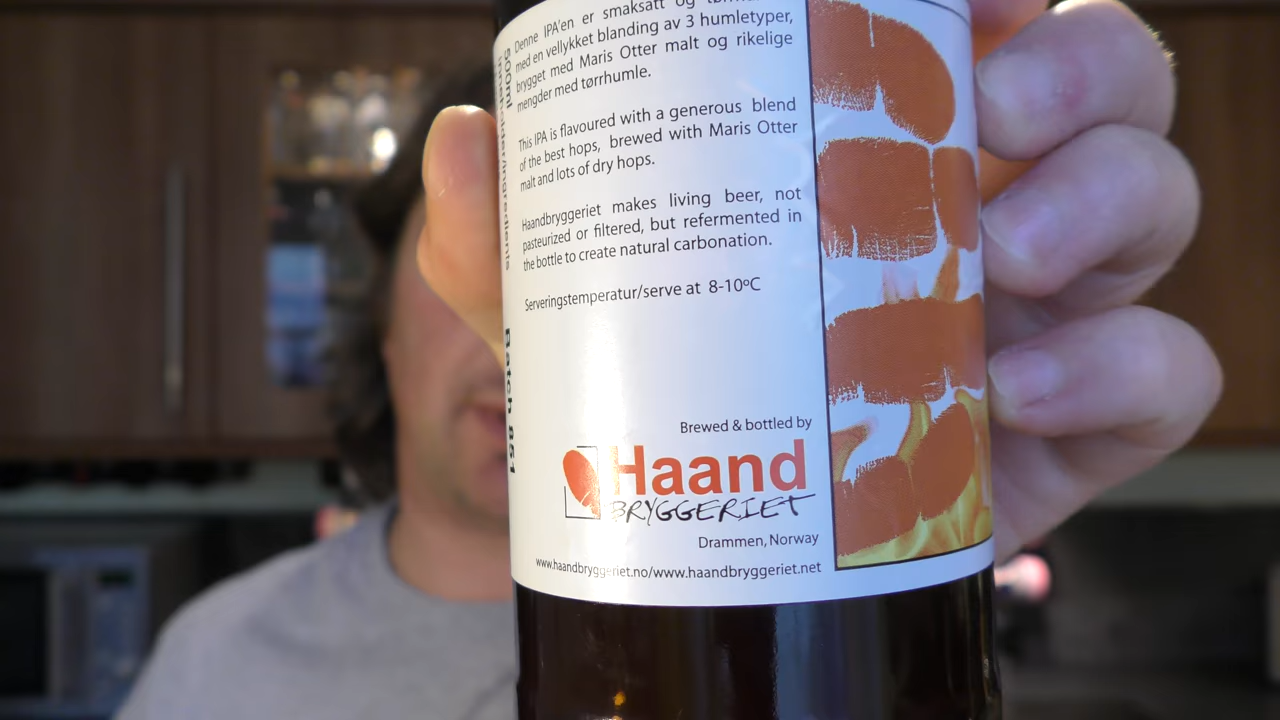 Denne IPA'en er smaksatt og
med en vellykket blanding av 3 humletyper,
brygget med Maris Otter malt og rikelige
mengder med tørrhumle.
This IPA is flavoured with a generous blend
of the best hops, brewed with Maris Otter
malt and lots of dry hops.
Haandbryggeriet makes living beer, not
pasteurized or filtered, but refermented in
the bottle to create natural carbonation.
Serveringstemperatur/serve at 8-10ºC
Brewed & bottled by
Haand
BRYGGERIET
Drammen, Norway
www.haandbryggeriet.no/www.haandbryggeriet.net
500ml
Batch 851